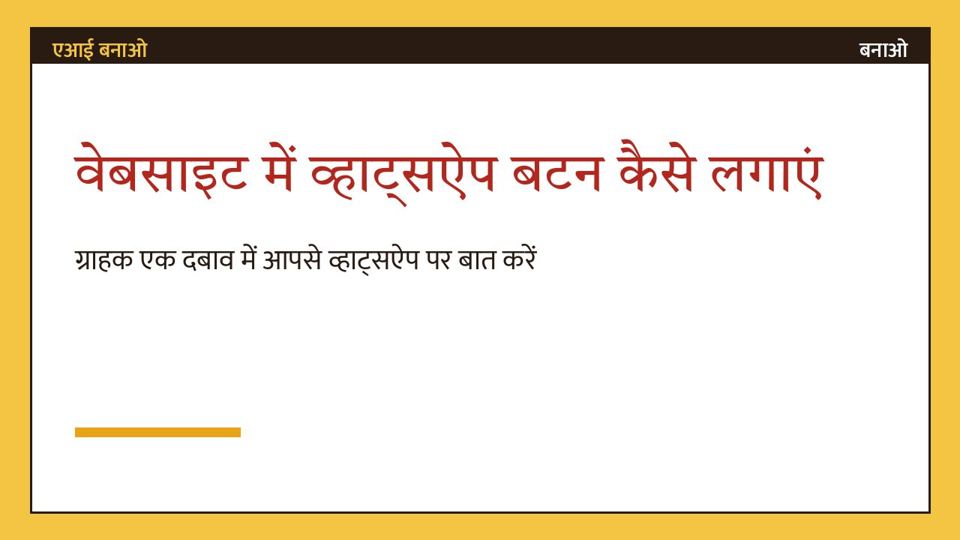 एआई बनाओ
बनाओ
वेबसाइट में व्हाट्सऐप बटन कैसे लगाएं
ग्राहक एक दबाव में आपसे व्हाट्सऐप पर बात करें